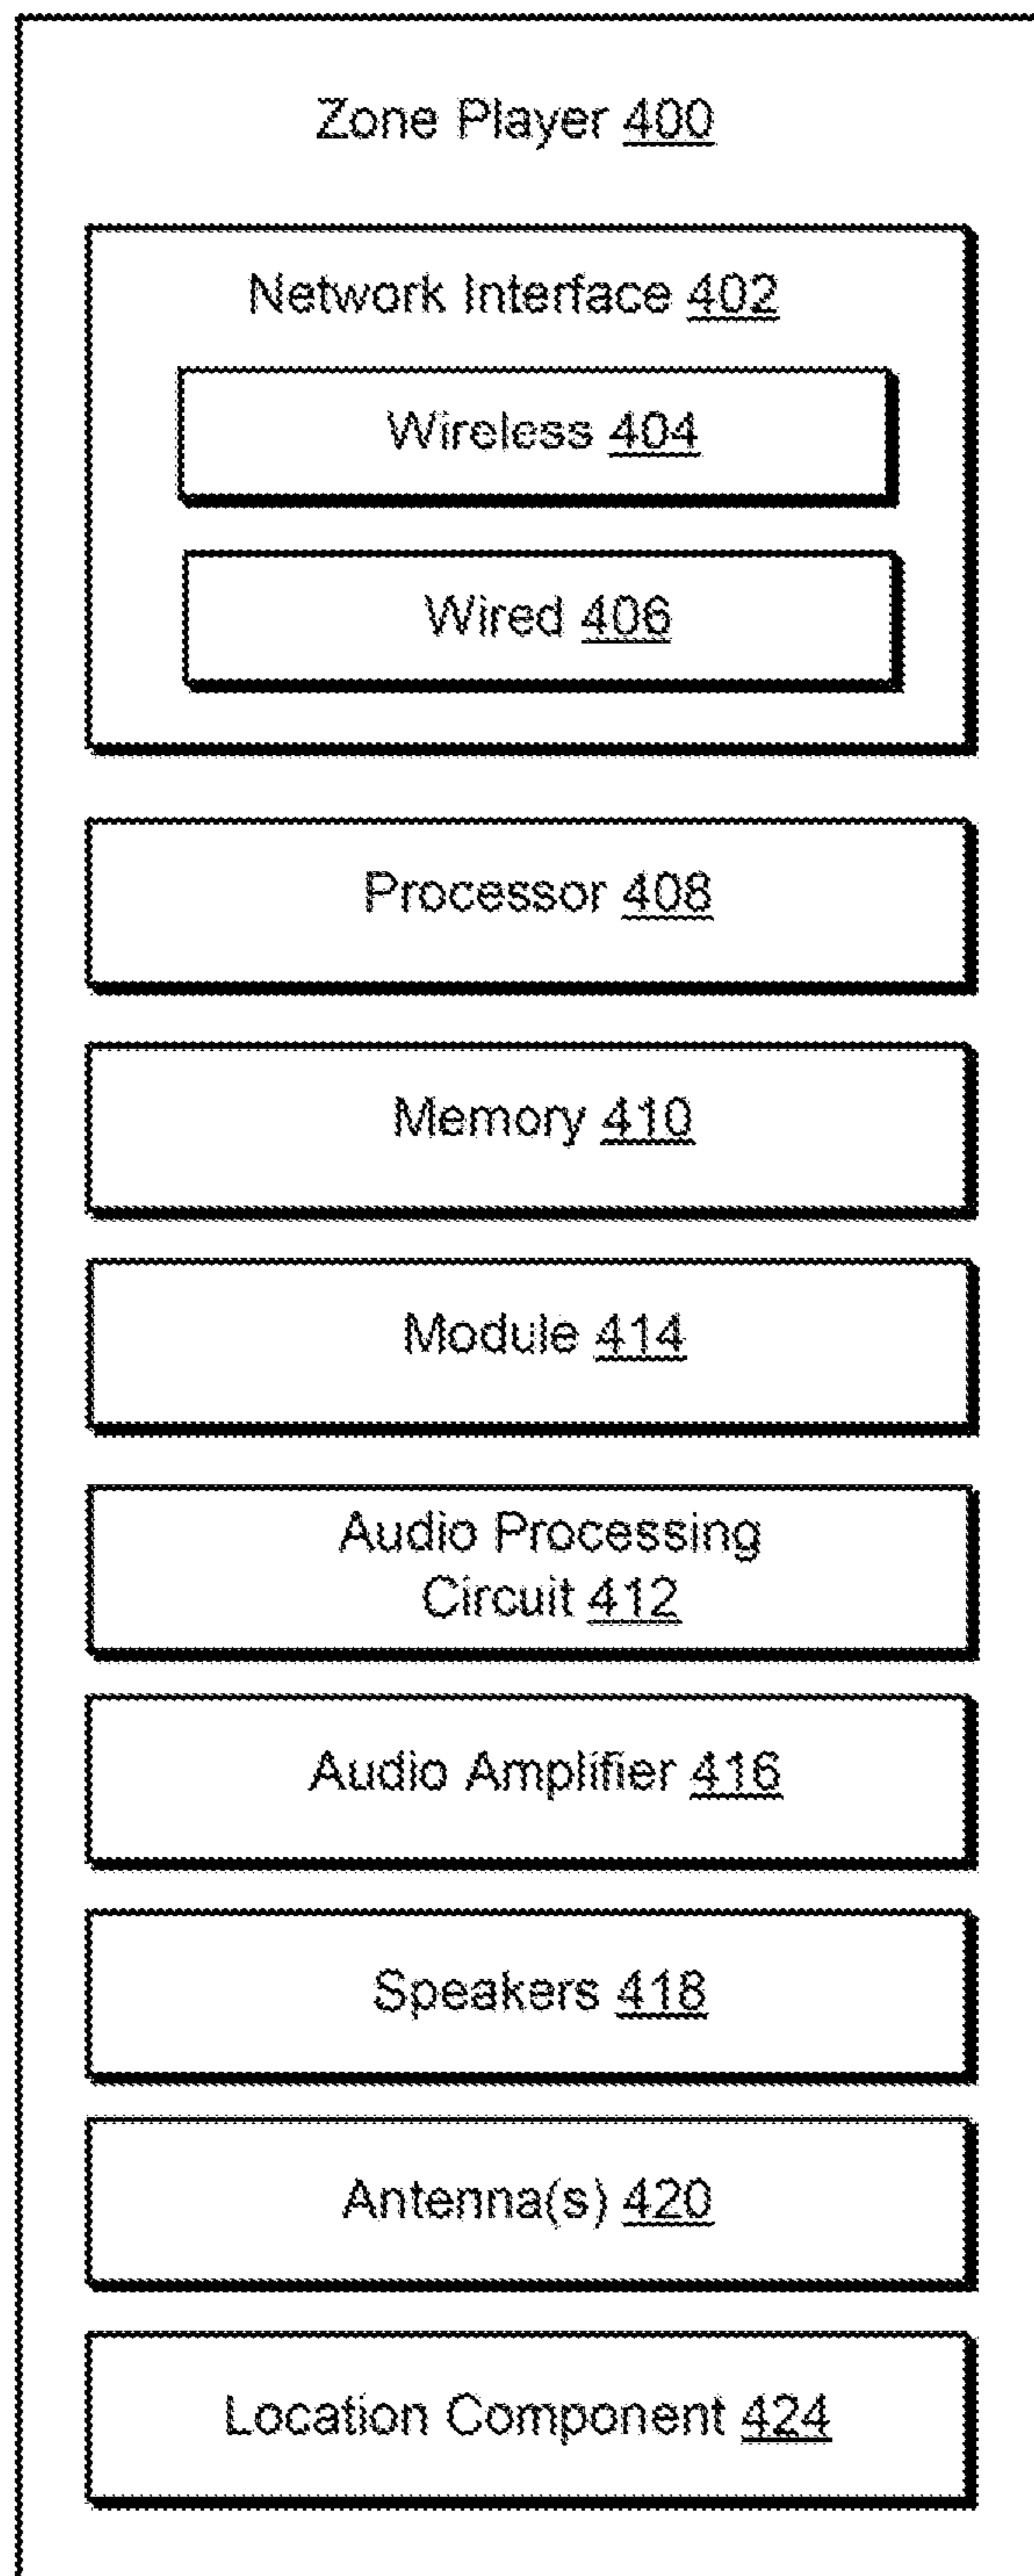 Zone Player 400
Network Interface 402
Wireless 404
Wired 406
Processor 408
Memory 410
Module 414
Audio Processing
Circuit 412
Audio Amplifier 416
Speakers 418
Antenna(s) 420
Location Component 424